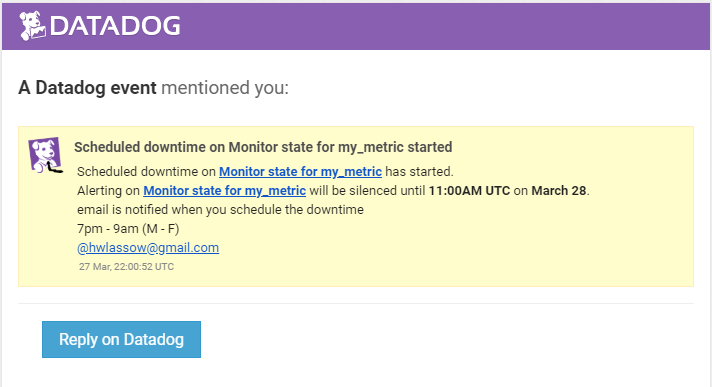 DATADOG
A Datadog event mentioned you:
Scheduled downtime on Monitor state for my_metric started
Scheduled downtime on Monitor state for my_metric has started.
Alerting on Monitor state for my_metric will be silenced until 11:00AM UTC on March 28.
email is notified when you schedule the downtime
7pm - 9am (M - F)
@hwlassow@gmail.com
27 Mar, 22:00:52 UTC
Reply on Datadog